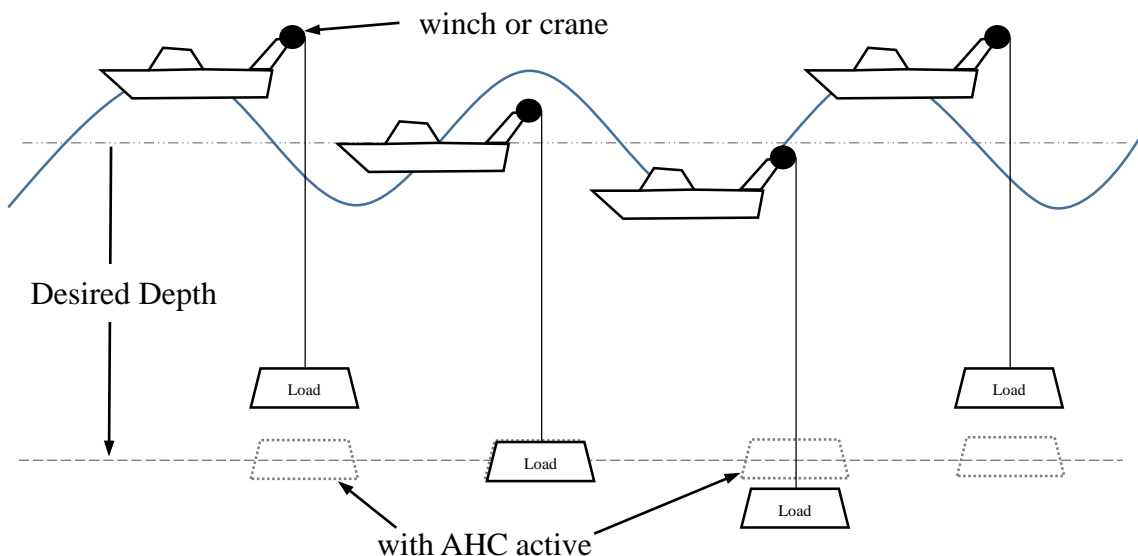 winch or crane
Desired Depth
Load
Load
Load
Load
with AHC active